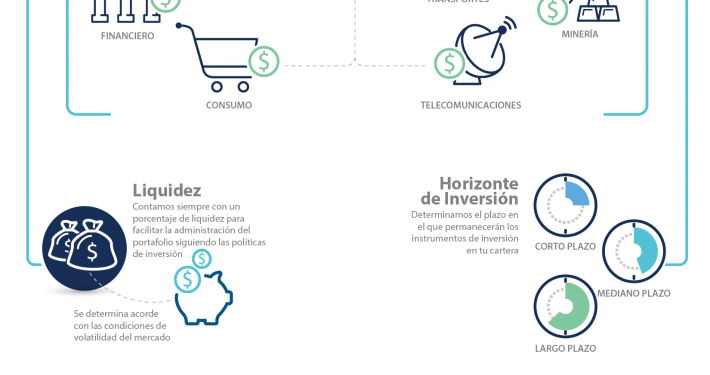 TRANSPORTES
FINANCIERO
MINERÍA
CONSUMO
TELECOMUNICACIONES
Liquidez
Contamos siempre con un
porcentaje de liquidez para
facilitar la administración del
portafolio siguiendo las políticas
de inversión
Se determina acorde
con las condiciones de
volatilidad del mercado
Horizonte
de Inversión
Determinamos el plazo en
el que permanecerán los
instrumentos de inversión
en tu cartera
CORTO PLAZO
MEDIANO PLAZO
LARGO PLAZO